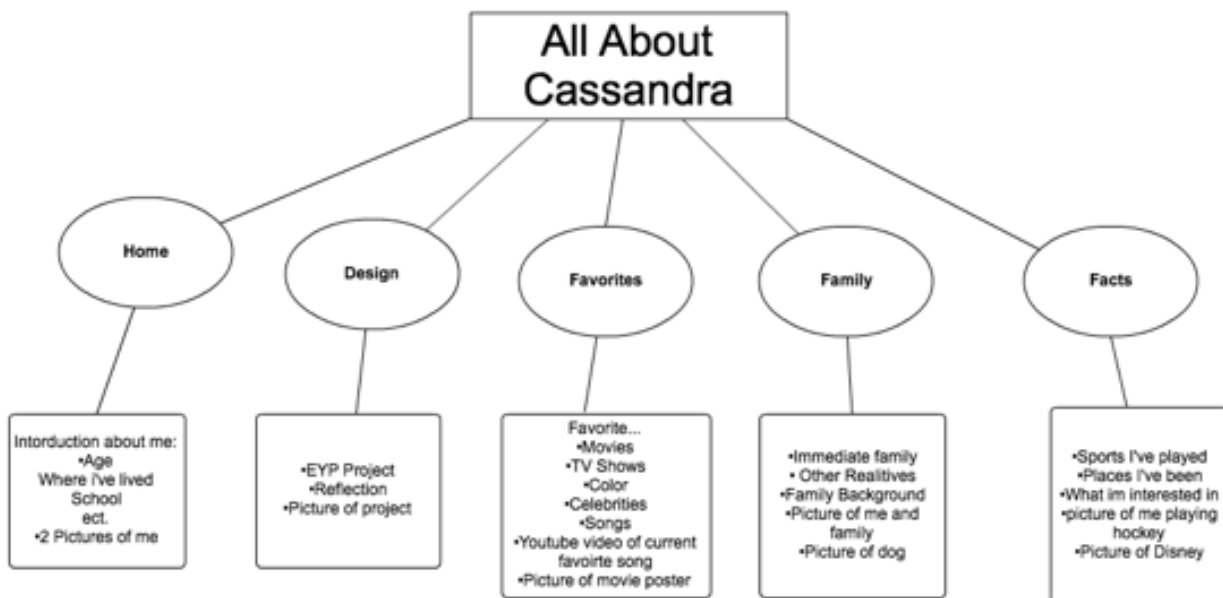 All About
Cassandra
Home
Design
Favorites
Family
Facts
Intorduction about me:
•Age
Where i've lived
School
ect.
•2 Pictures of me
•EYP Project
•Reflection
•Picture of project
Favorite...
•Movies
•TV Shows
•Color
•Celebrities
•Songs
•Youtube video of current
favoirte song
•Picture of movie poster
•Immediate family
• Other Realitives
•Family Background
•Picture of me and
family
•Picture of dog
•Sports I've played
•Places I've been
•What im interested in
•picture of me playing
hockey
•Picture of Disney